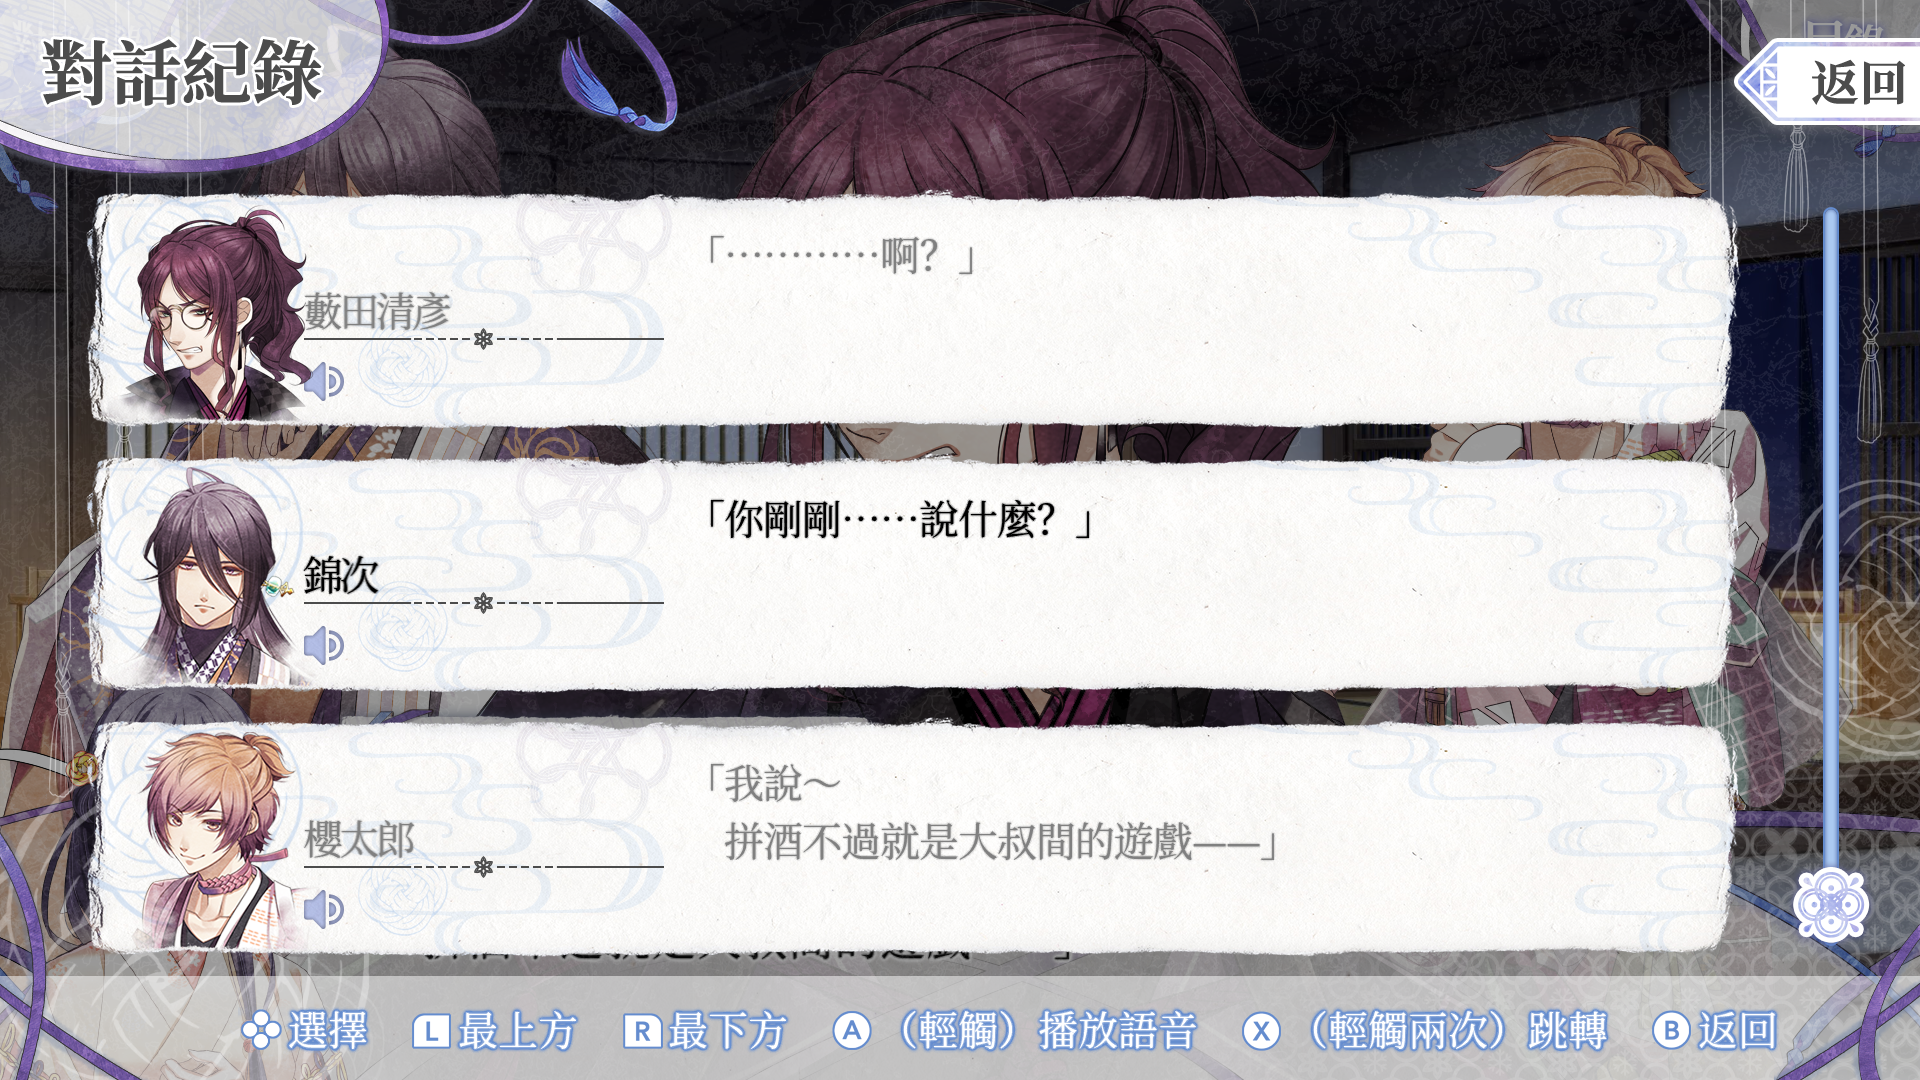 對話紀錄
返回
「…………啊？」
藪田清彥
「你剛剛……說什麼？」
錦次
「我說～
拼酒不過就是大叔間的遊戲——」
櫻太郎
選擇 L 最上方 R 最下方 A （輕觸）播放語音 X （輕觸兩次）跳轉 B 返回